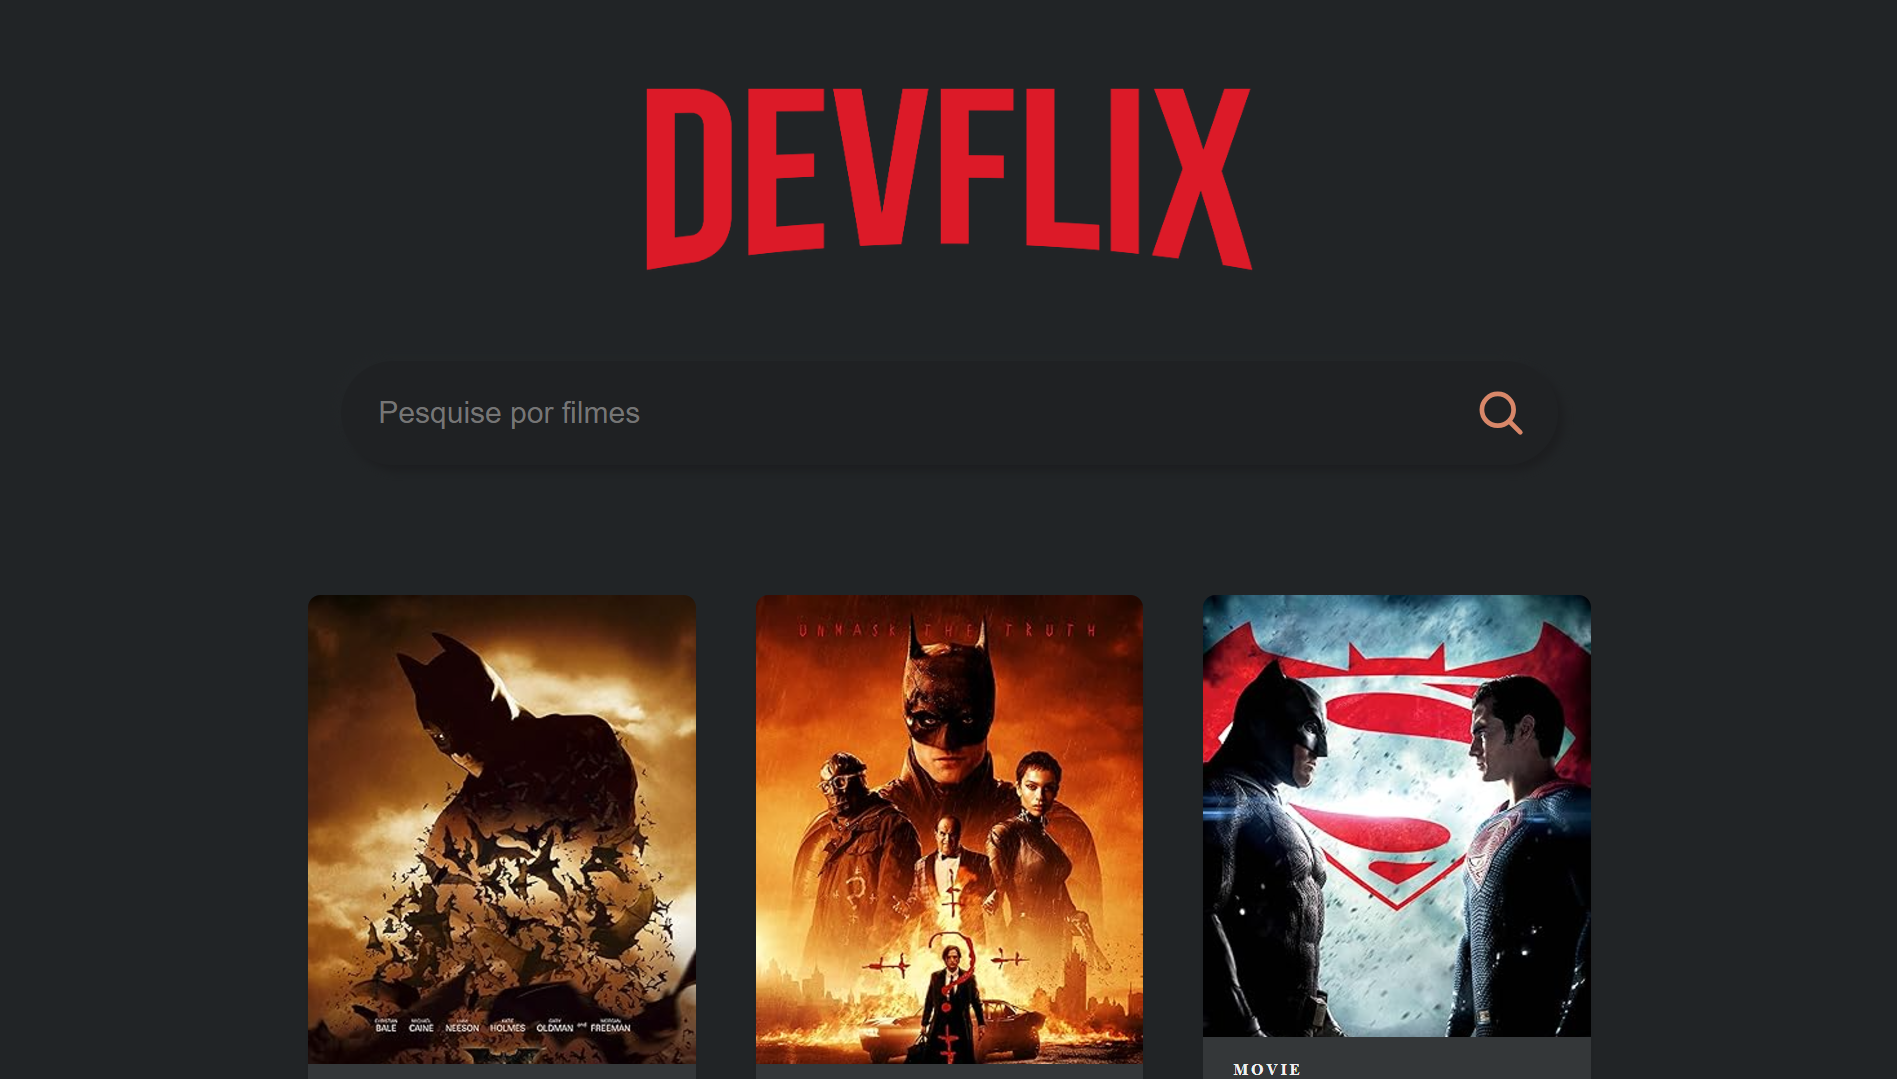 DEVFLIX
Pesquise por filmes
UNMASK THE TRUTH
CHRISTIAN BALE MICHAEL CAINE LIAM NEESON KATIE HOLMES GARY OLDMAN and MORGAN FREEMAN
MOVIE